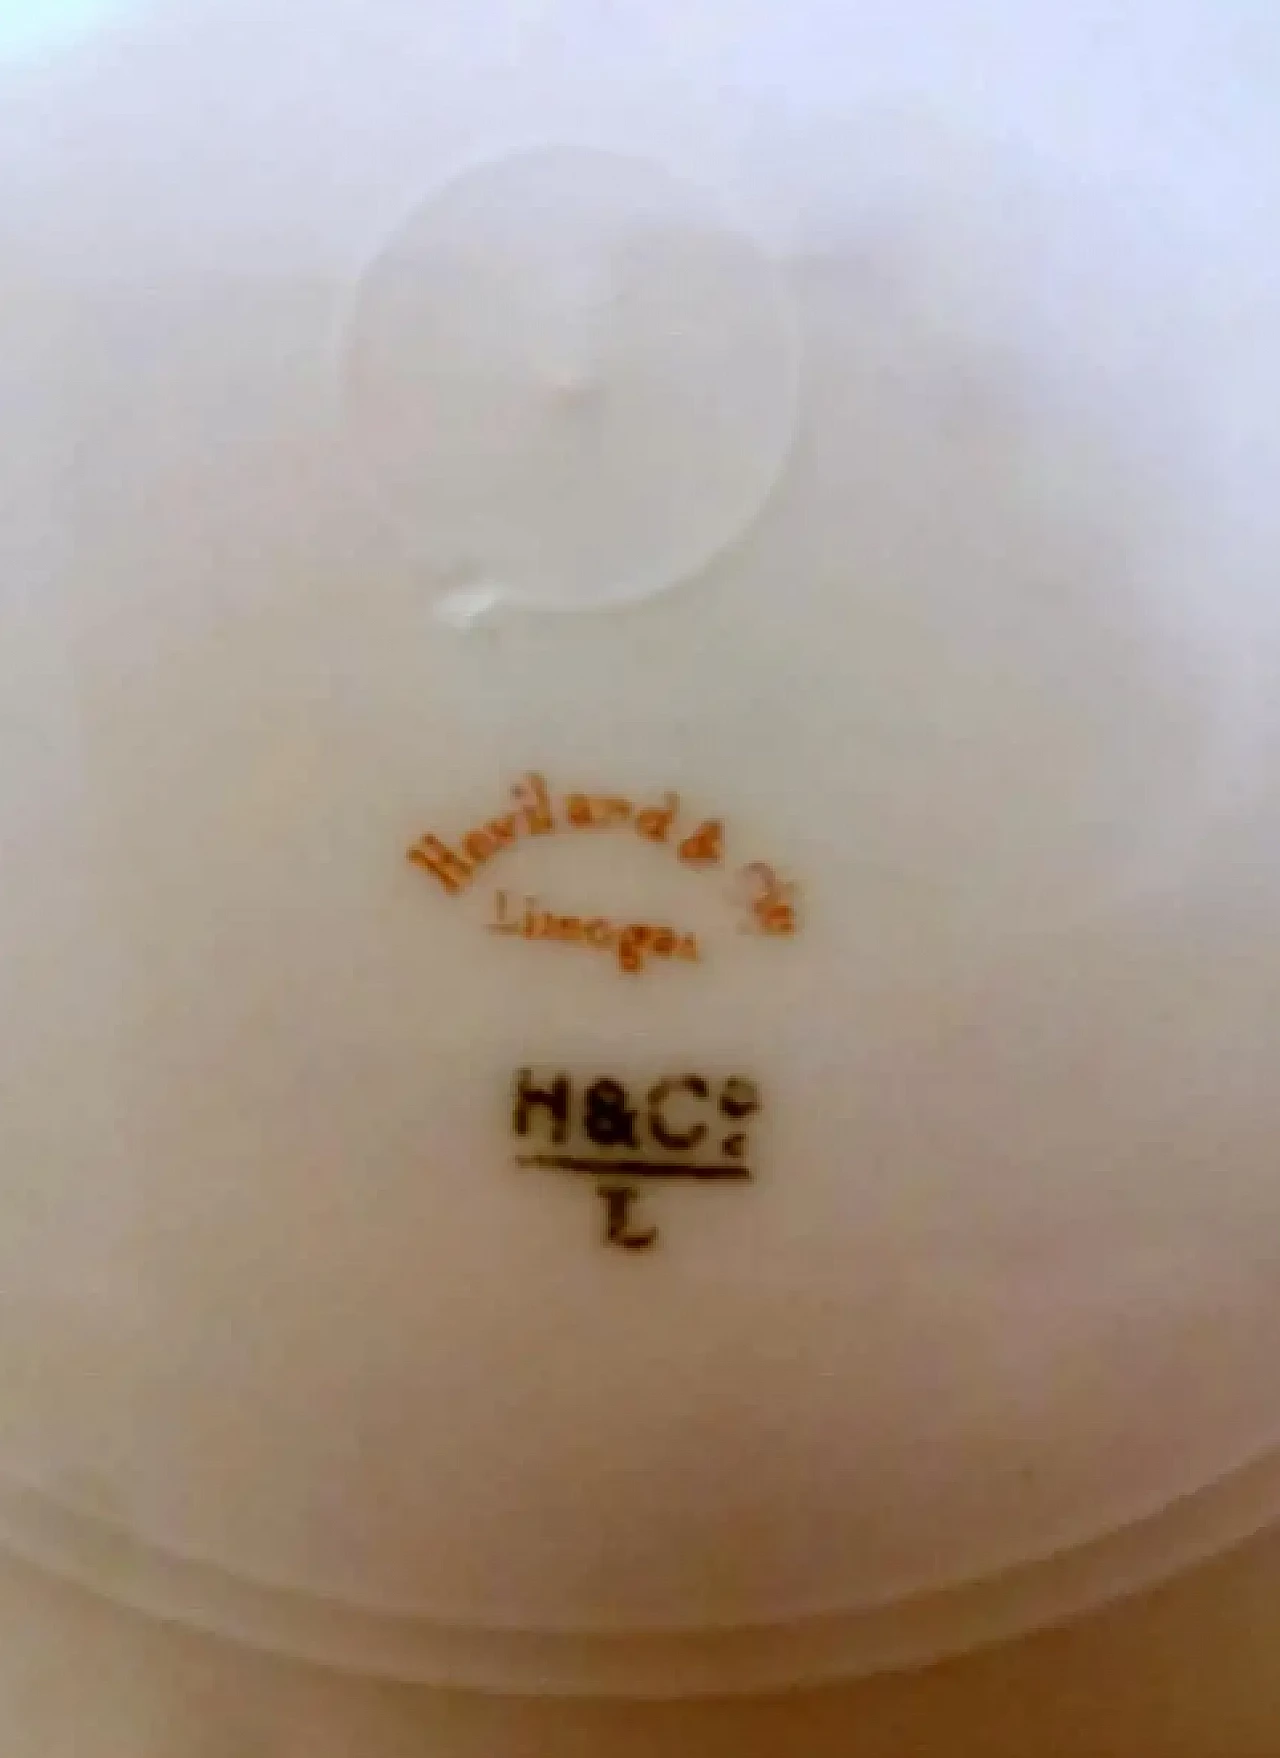 Haviland & Co
Limoges
H&Co
L